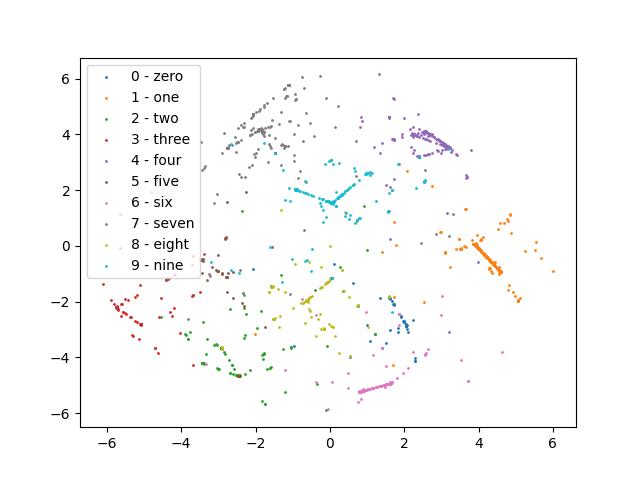 6
4
2
0
−2
−4
−6
0 - zero
1 - one
2 - two
3 - three
4 - four
5 - five
6 - six
7 - seven
8 - eight
9 - nine
−6 −4 −2 0 2 4 6